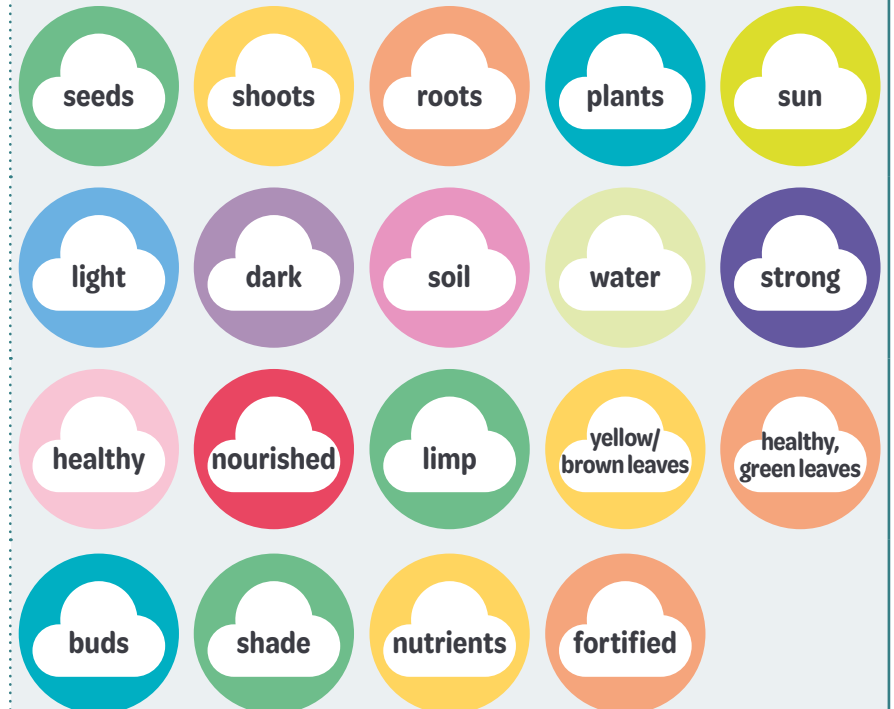 seeds
shoots
roots
plants
sun
light
dark
soil
water
strong
healthy
nourished
limp
yellow/
brown leaves
healthy,
green leaves
buds
shade
nutrients
fortified